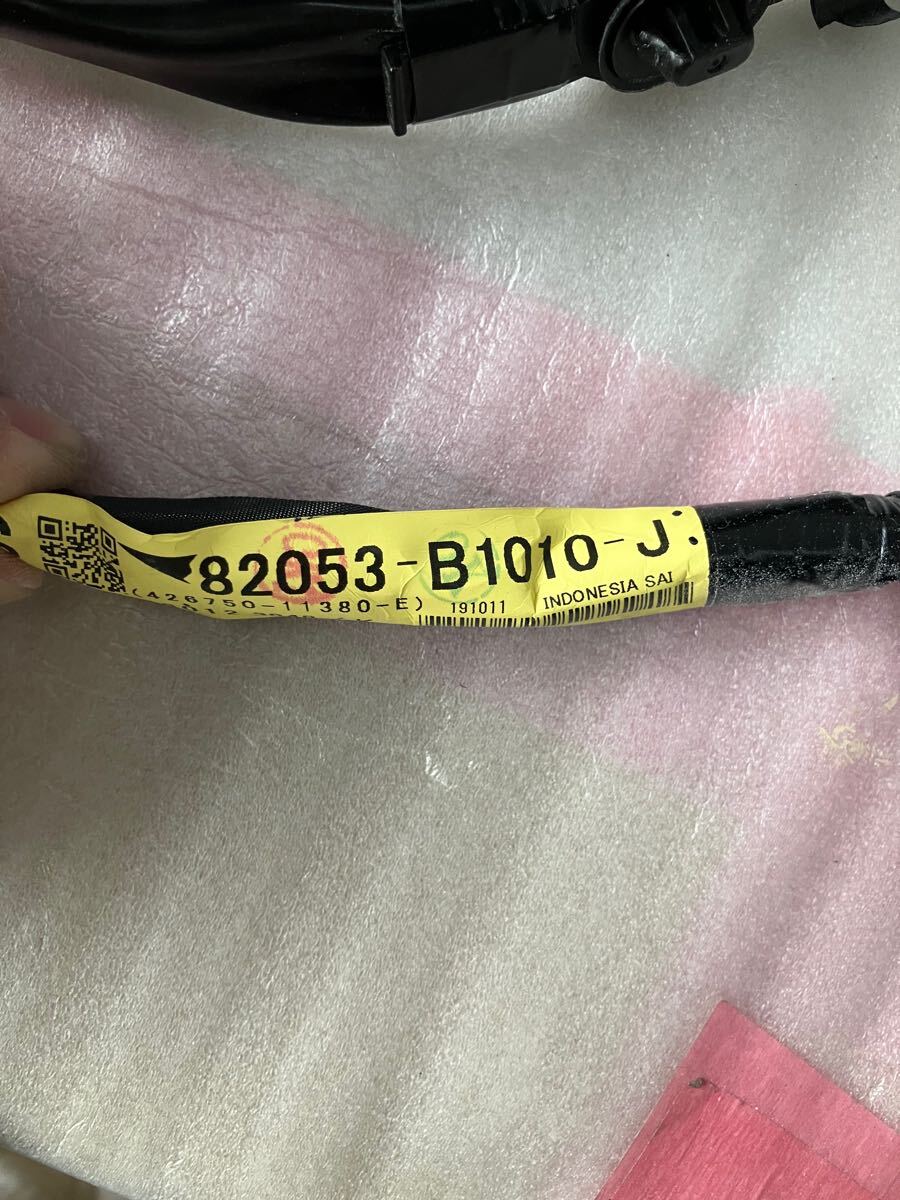 82053-B1010-J:
(426750-11380-E) 191011 INDONESIA SAI